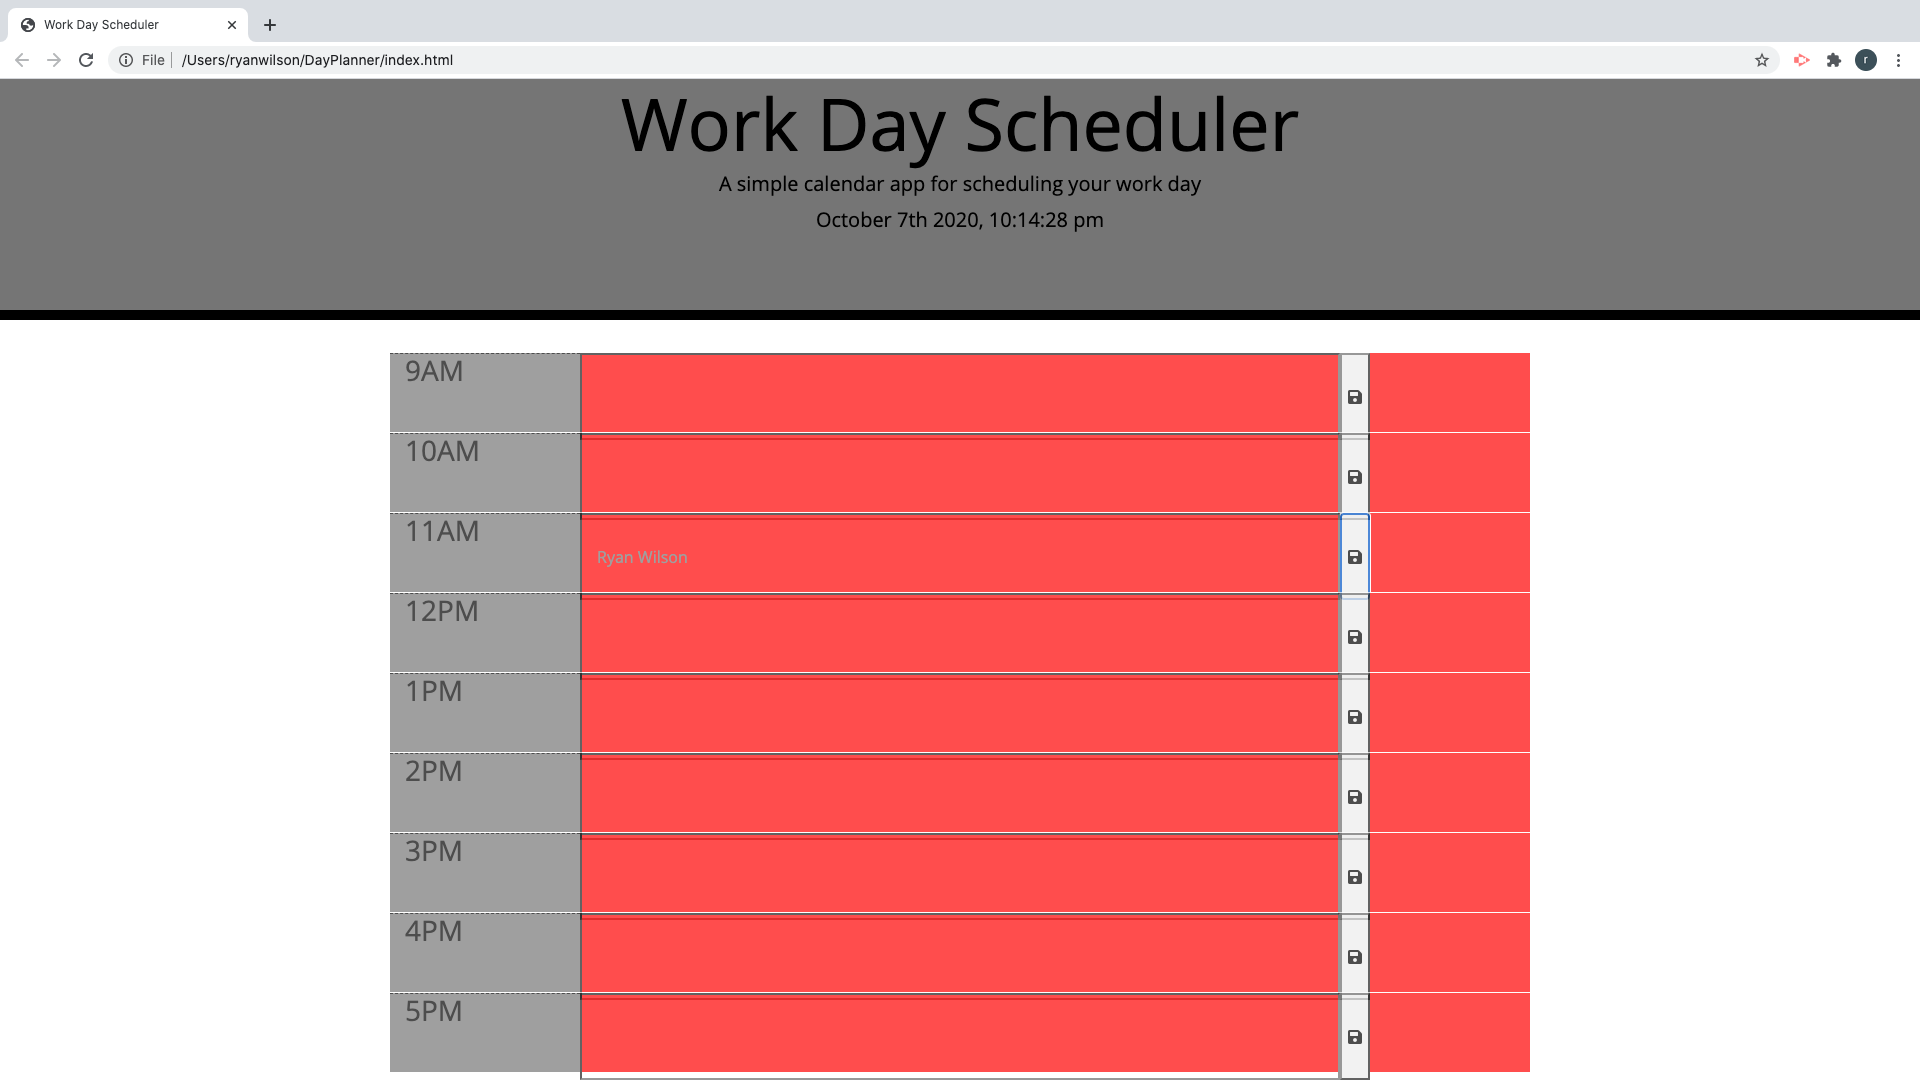 Work Day Scheduler
File
/Users/ryanwilson/DayPlanner/index.html
r
Work Day Scheduler
A simple calendar app for scheduling your work day
October 7th 2020, 10:14:28 pm
9AM
10AM
11AM
Ryan Wilson
12PM
1PM
2PM
3PM
4PM
5PM